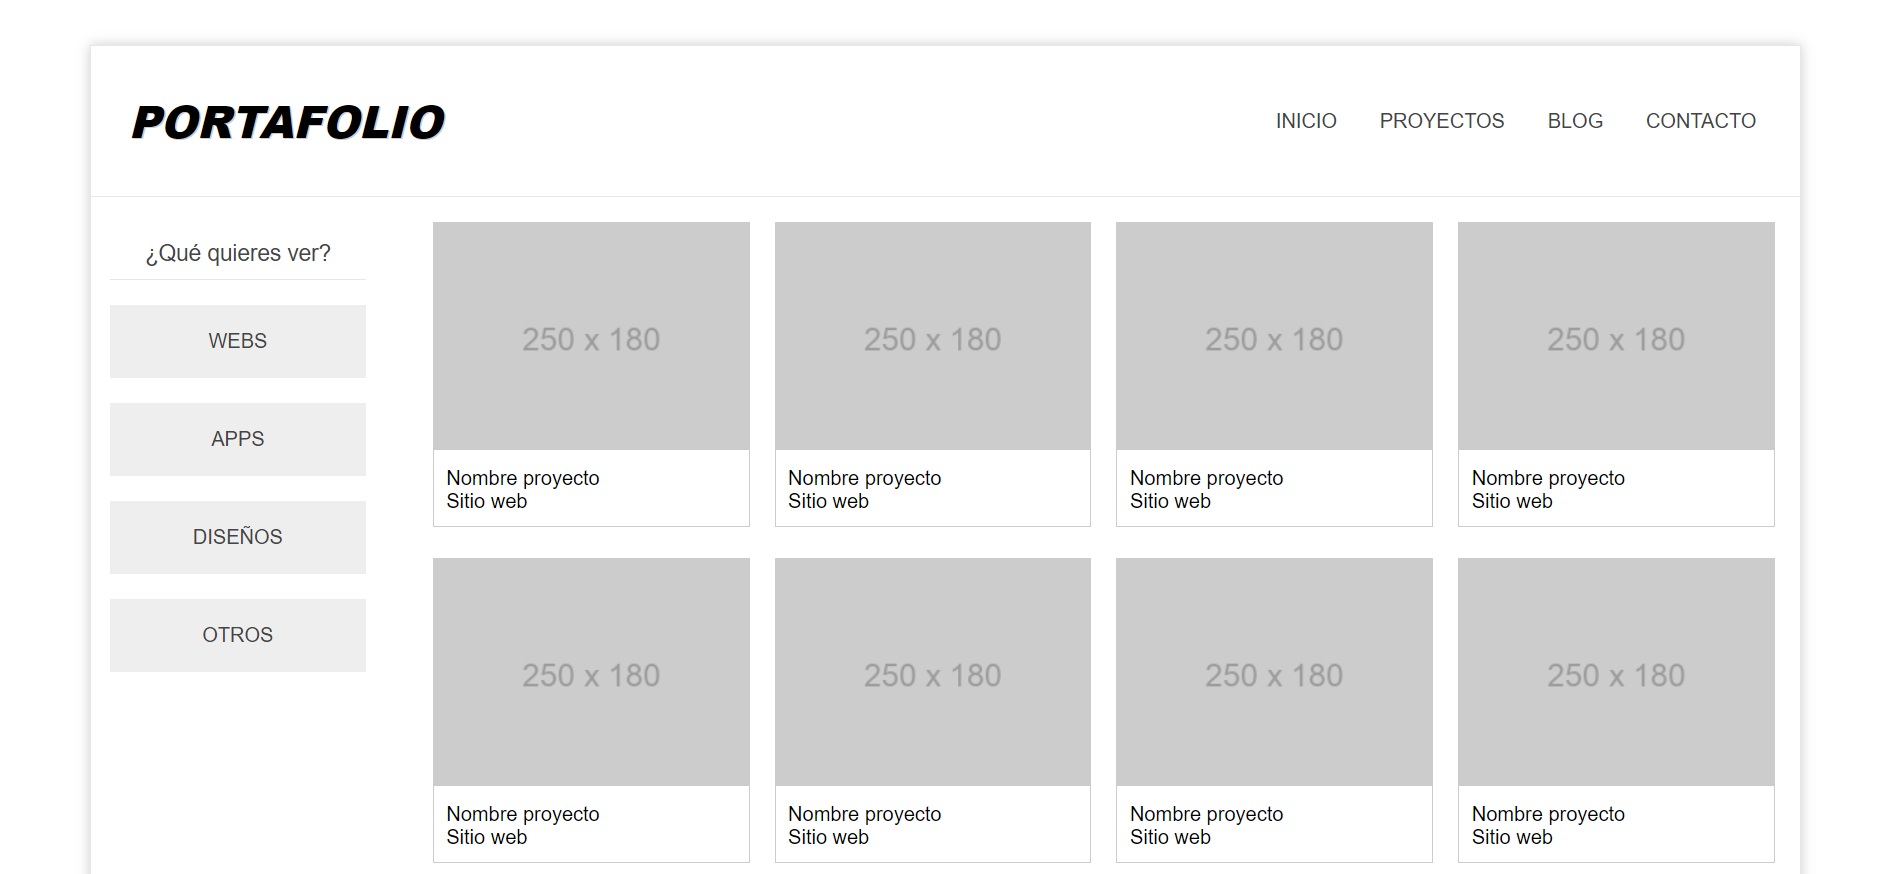 PORTAFOLIO
INICIO PROYECTOS BLOG CONTACTO
¿Qué quieres ver?
WEBS
APPS
DISEÑOS
OTROS
250 x 180 250 x 180 250 x 180 250 x 180
Nombre proyecto Nombre proyecto Nombre proyecto Nombre proyecto
Sitio web Sitio web Sitio web Sitio web
250 x 180 250 x 180 250 x 180 250 x 180
Nombre proyecto Nombre proyecto Nombre proyecto Nombre proyecto
Sitio web Sitio web Sitio web Sitio web